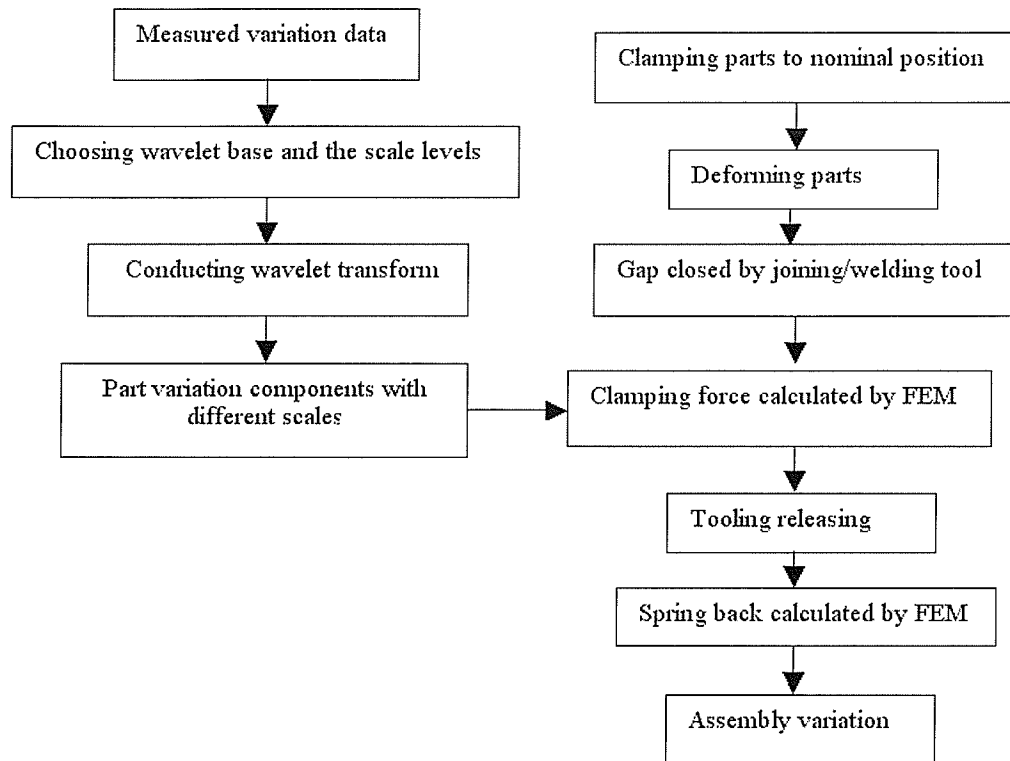 Measured variation data
Choosing wavelet base and the scale levels
Conducting wavelet transform
Part variation components with
different scales
Clamping parts to nominal position
Deforming parts
Gap closed by joining/welding tool
Clamping force calculated by FEM
Tooling releasing
Spring back calculated by FEM
Assembly variation